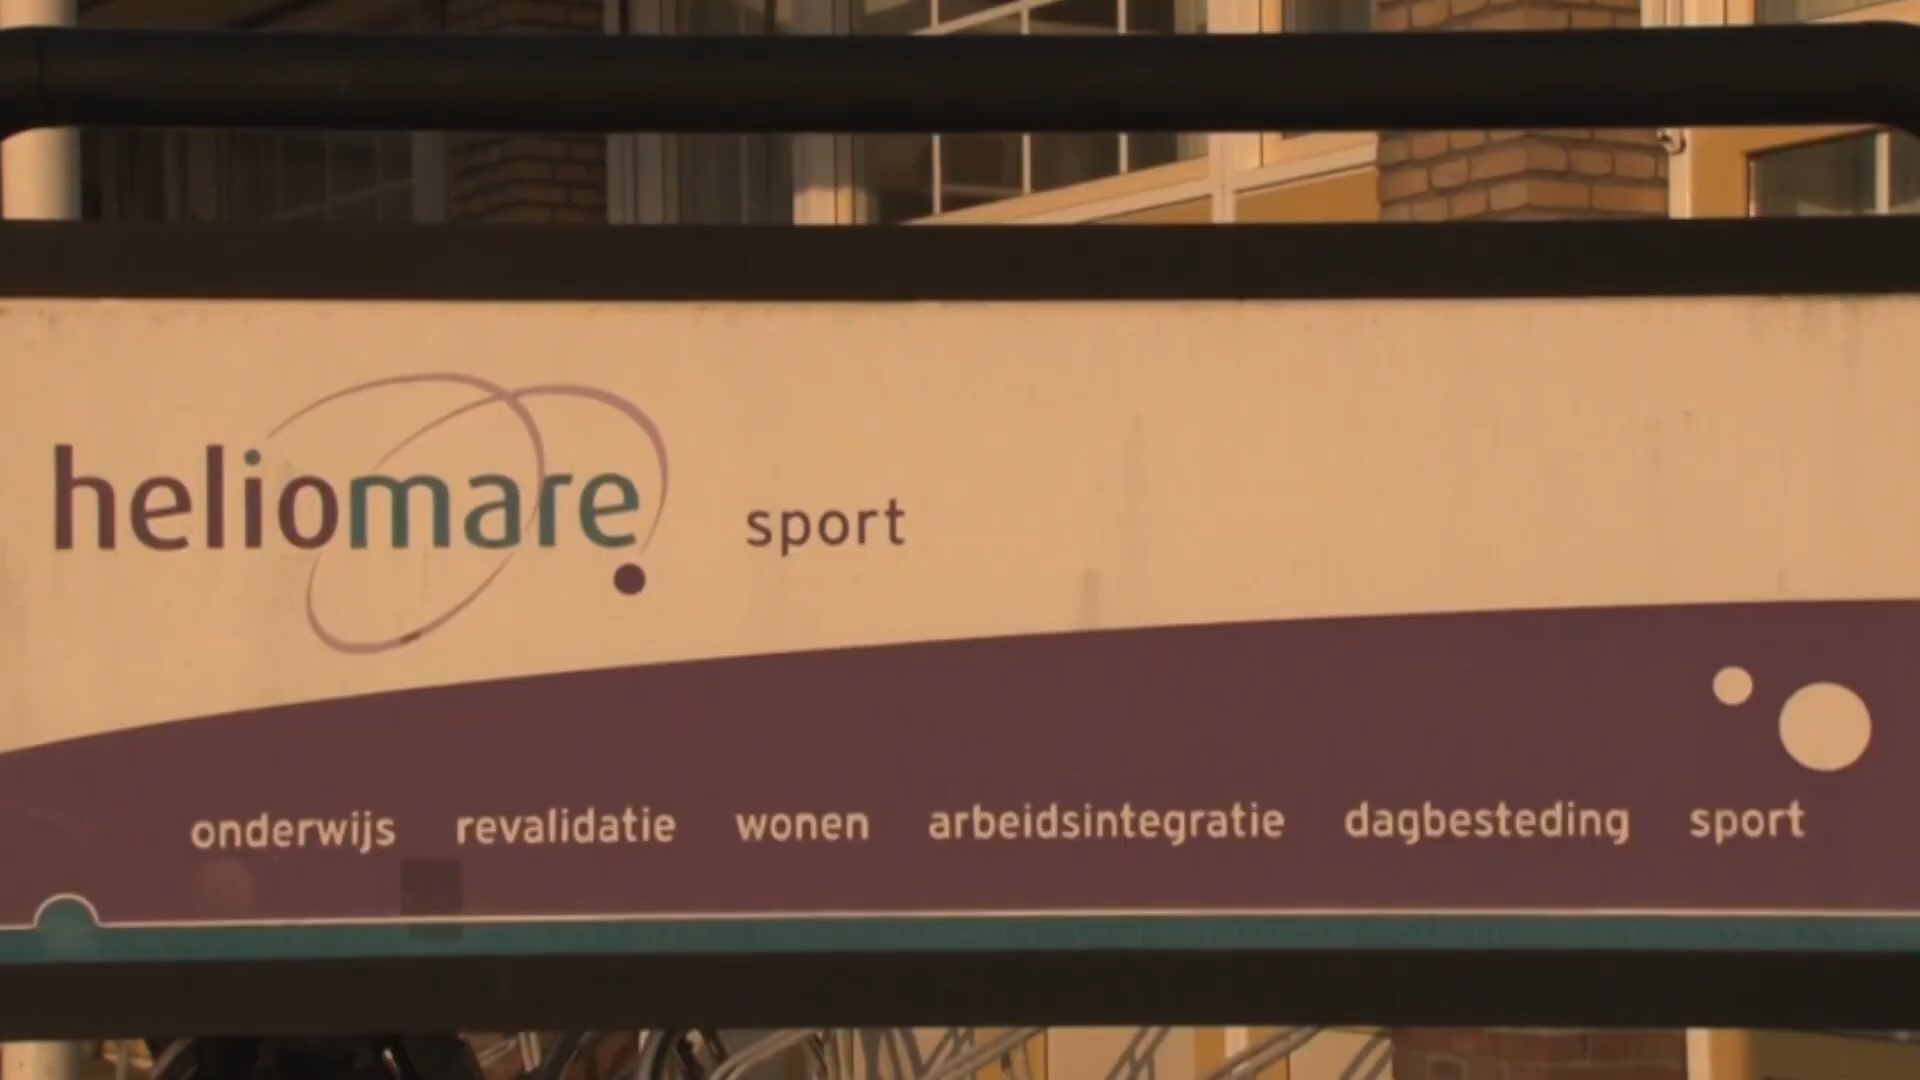 heliomare sport
onderwijs revalidatie wonen arbeidsintegratie dagbesteding sport